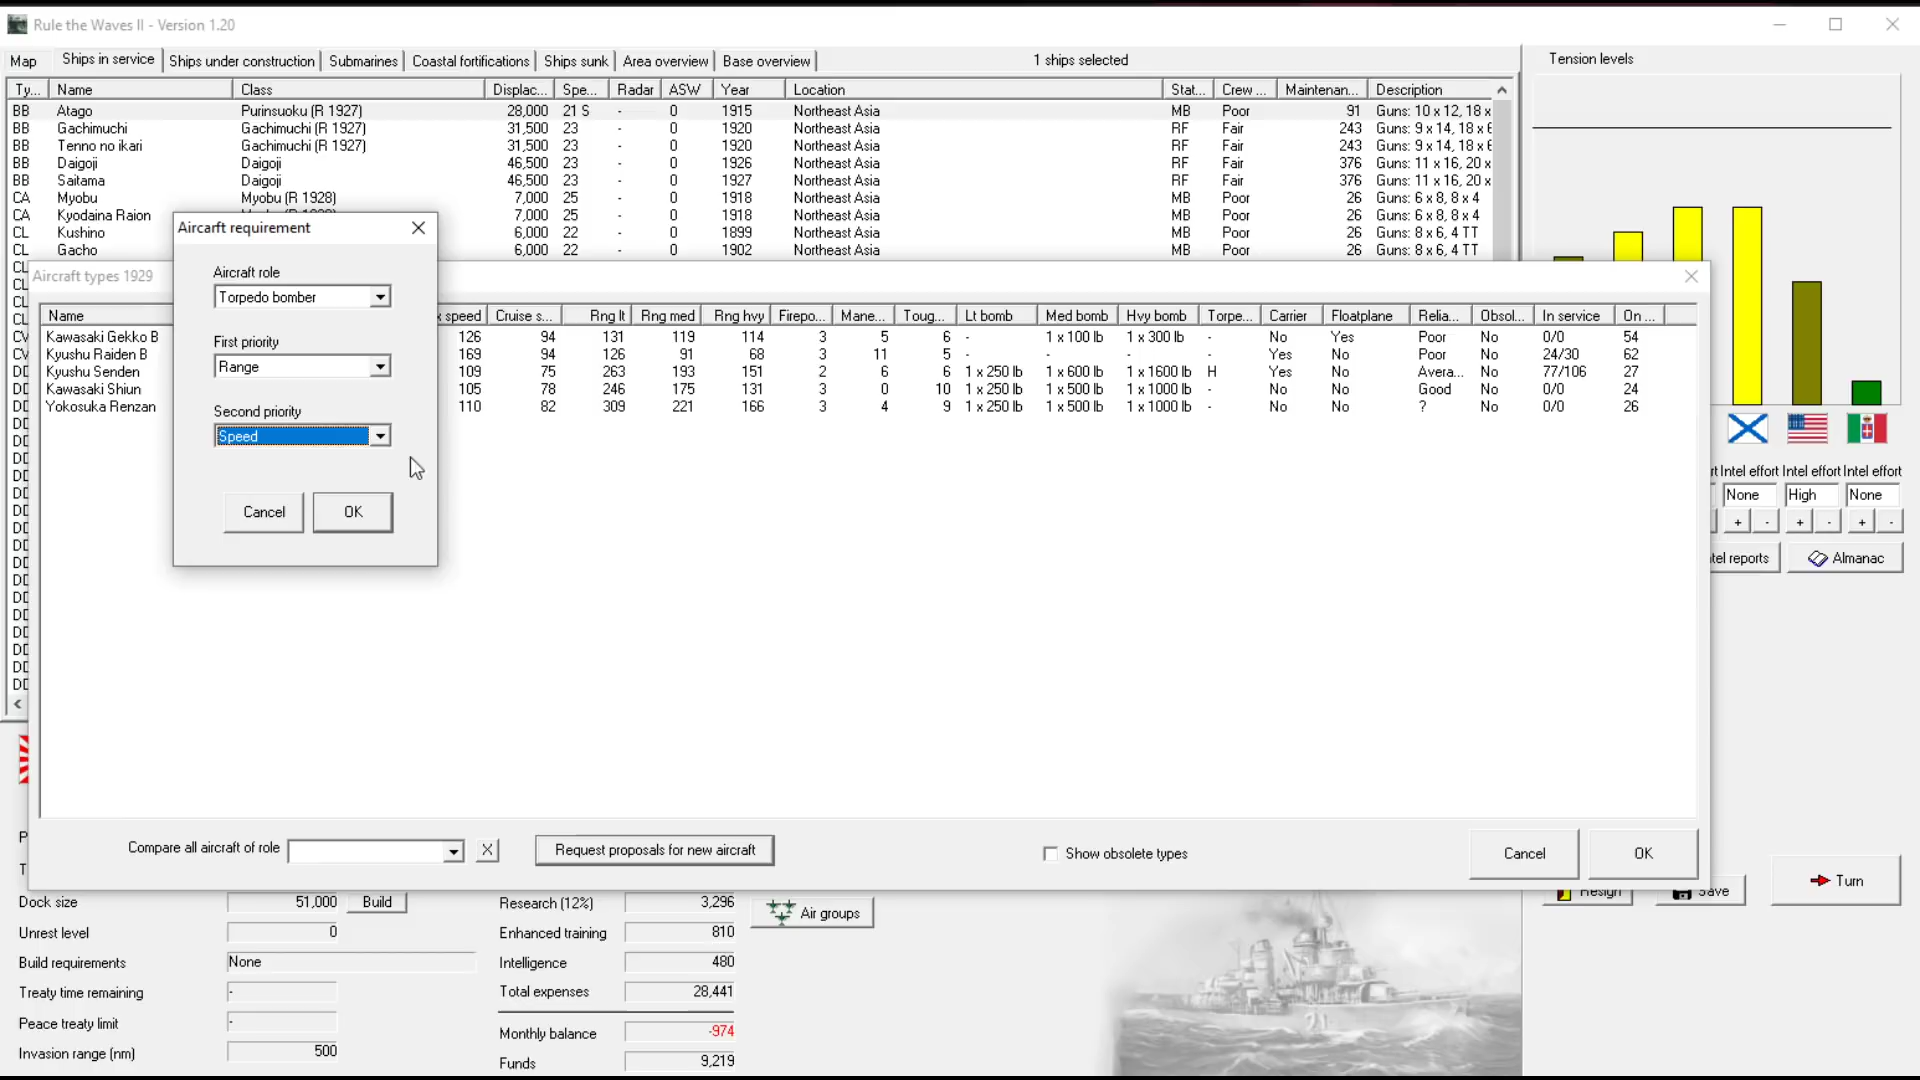 Rule the Waves II - Version 1.20
Map Ships in service Ships under construction Submarines Coastal fortifications Ships sunk Area overview Base overview 1 ships selected Tension levels
Ty... Name Class Displac... Spe... Radar ASW Year Location Stat... Crew ... Maintenan... Description
BB Atago Purinsuoku (R 1927) 28,000 21 S - 0 1915 Northeast Asia MB Poor 91 Guns: 10 x 12, 18 x
BB Gachimuchi Gachimuchi (R 1927) 31,500 23 - 0 1920 Northeast Asia RF Fair 243 Guns: 9 x 14, 18 x 6
BB Tenno no ikari Gachimuchi (R 1927) 31,500 23 - 0 1920 Northeast Asia RF Fair 243 Guns: 9 x 14, 18 x 6
BB Daigoji Daigoji 46,500 23 - 0 1926 Northeast Asia RF Fair 376 Guns: 11 x 16, 20 x
BB Saitama Daigoji 46,500 23 - 0 1927 Northeast Asia RF Fair 376 Guns: 11 x 16, 20 x
CA Myobu Myobu (R 1928) 7,000 25 - 0 1918 Northeast Asia MB Poor 26 Guns: 6 x 8, 8 x 4
CA Kyodaina Raion 7,000 25 - 0 1918 Northeast Asia MB Poor 26 Guns: 6 x 8, 8 x 4
CL Kushino 6,000 22 - 0 1899 Northeast Asia MB Poor 26 Guns: 8 x 6, 4 TT
CL Gacho 6,000 22 - 0 1902 Northeast Asia MB Poor 26 Guns: 8 x 6, 4 TT
Aircarft requirement
Aircraft role
Torpedo bomber
First priority
Range
Second priority
Speed
Cancel OK
Aircraft types 1929
Name x speed Cruise s... Rng lt Rng med Rng hvy Firepo... Mane... Toug... Lt bomb Med bomb Hvy bomb Torpe... Carrier Floatplane Relia... Obsol... In service On ...
Kawasaki Gekko B 126 94 131 119 114 3 5 6 - 1 x 100 lb 1 x 300 lb - No Yes Poor No 0/0 54
Kyushu Raiden B 169 94 126 91 68 3 11 5 - - - - Yes No Poor No 24/30 62
Kyushu Senden 109 75 263 193 151 2 6 6 1 x 250 lb 1 x 600 lb 1 x 1600 lb H Yes No Avera... No 77/106 27
Kawasaki Shiun 105 78 246 175 131 3 0 10 1 x 250 lb 1 x 500 lb 1 x 1000 lb - No No Good No 0/0 24
Yokosuka Renzan 110 82 309 221 166 3 4 9 1 x 250 lb 1 x 500 lb 1 x 1000 lb - No No ? No 0/0 26
Compare all aircraft of role X Request proposals for new aircraft Show obsolete types Cancel OK
Intel effort Intel effort Intel effort
None High None
+ - + - + -
tel reports Almanac
Resign Save Turn
Dock size 51,000 Build
Unrest level 0
Build requirements None
Treaty time remaining -
Peace treaty limit -
Invasion range (nm) 500
Research (12%) 3,296
Enhanced training 810
Intelligence 480
Total expenses 28,441
Monthly balance -974
Funds 9,219
Air groups